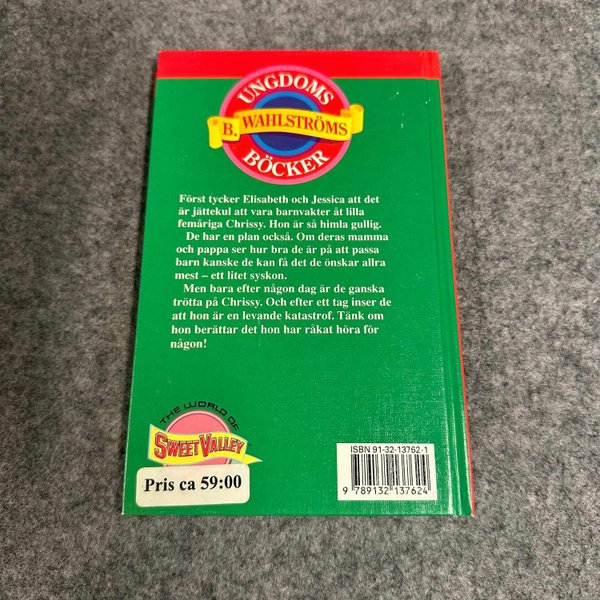 UNGDOMS
B. WAHLSTRÖMS
BÖCKER
Först tycker Elisabeth och Jessica att det
är jättekul att vara barnvakter åt lilla
femåriga Chrissy. Hon är så himla gullig.
De har en plan också. Om deras mamma
och pappa ser hur bra de är på att passa
barn kanske de kan få det de önskar allra
mest – ett litet syskon.
Men bara efter någon dag är de ganska
trötta på Chrissy. Och efter ett tag inser de
att hon är en levande katastrof. Tänk om
hon berättar det hon har råkat höra för
någon!
THE WORLD OF
SWEET VALLEY
Pris ca 59:00
ISBN 91-32-13762-1
9 789132 137624